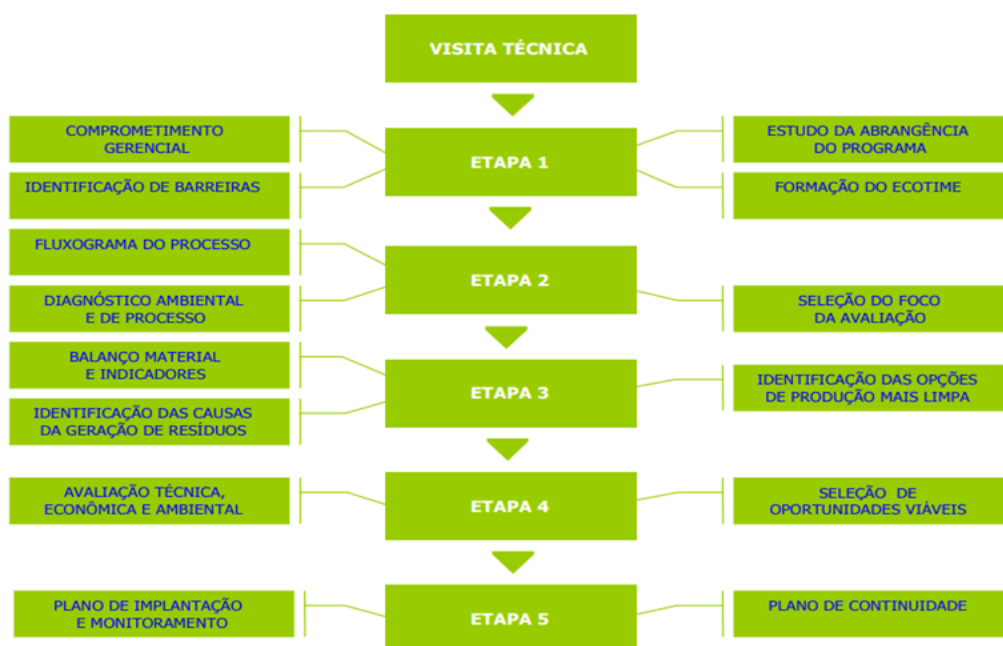 VISITA TÉCNICA
COMPROMETIMENTO
GERENCIAL
IDENTIFICAÇÃO DE BARREIRAS
ETAPA 1
ESTUDO DA ABRANGÊNCIA
DO PROGRAMA
FORMAÇÃO DO ECOTIME
FLUXOGRAMA DO PROCESSO
DIAGNÓSTICO AMBIENTAL
E DE PROCESSO
ETAPA 2
SELEÇÃO DO FOCO
DA AVALIAÇÃO
BALANÇO MATERIAL
E INDICADORES
IDENTIFICAÇÃO DAS CAUSAS
DA GERAÇÃO DE RESÍDUOS
ETAPA 3
IDENTIFICAÇÃO DAS OPÇÕES
DE PRODUÇÃO MAIS LIMPA
AVALIAÇÃO TÉCNICA,
ECONÔMICA E AMBIENTAL
ETAPA 4
SELEÇÃO DE
OPORTUNIDADES VIÁVEIS
PLANO DE IMPLANTAÇÃO
E MONITORAMENTO
ETAPA 5
PLANO DE CONTINUIDADE